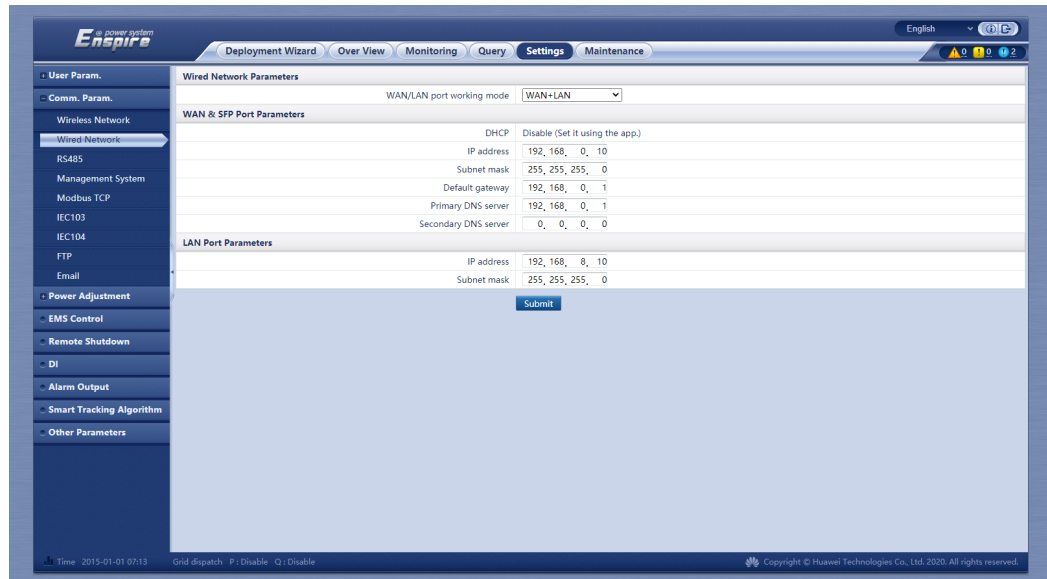 Enspire
e power system
English
Deployment Wizard Over View Monitoring Query Settings Maintenance
0 0 2
User Param.
Comm. Param.
Wireless Network
Wired Network
RS485
Management System
Modbus TCP
IEC103
IEC104
FTP
Email
Power Adjustment
EMS Control
Remote Shutdown
DI
Alarm Output
Smart Tracking Algorithm
Other Parameters
Wired Network Parameters
WAN/LAN port working mode WAN+LAN
WAN & SFP Port Parameters
DHCP Disable (Set it using the app.)
IP address 192. 168. 0. 10
Subnet mask 255. 255. 255. 0
Default gateway 192. 168. 0. 1
Primary DNS server 192. 168. 0. 1
Secondary DNS server 0. 0. 0. 0
LAN Port Parameters
IP address 192. 168. 8. 10
Subnet mask 255. 255. 255. 0
Submit
Time 2015-01-01 07:13 Grid dispatch P : Disable Q : Disable Copyright © Huawei Technologies Co., Ltd. 2020. All rights reserved.